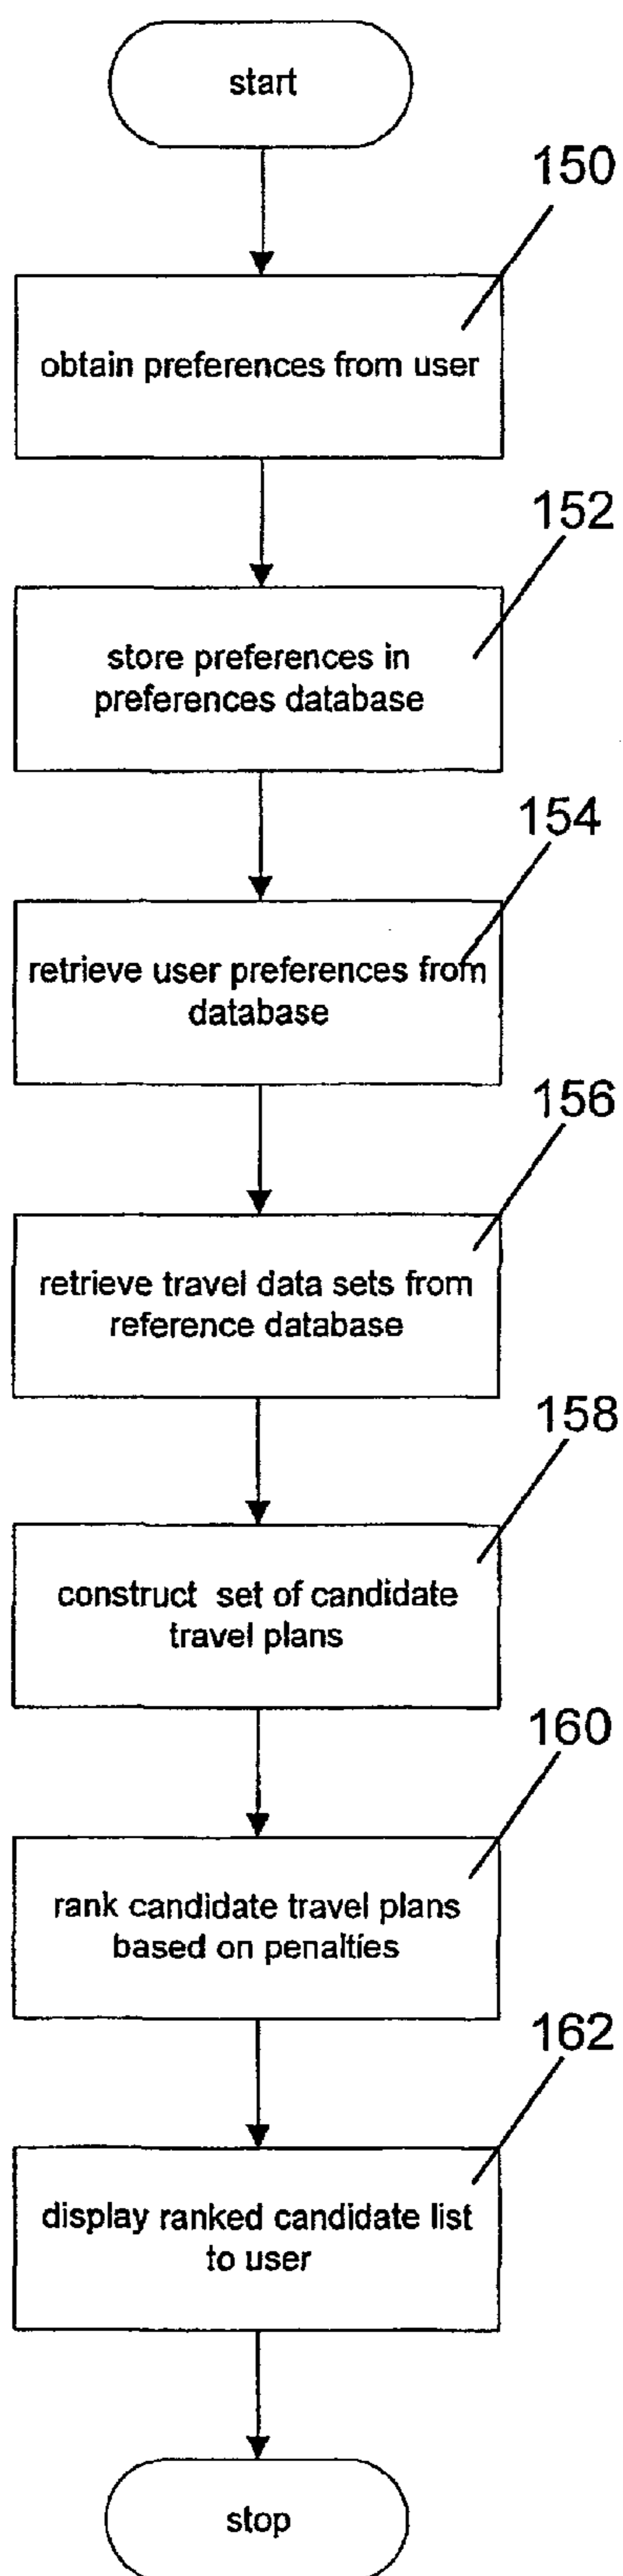 start
150
obtain preferences from user
152
store preferences in
preferences database
154
retrieve user preferences from
database
156
retrieve travel data sets from
reference database
158
construct set of candidate
travel plans
160
rank candidate travel plans
based on penalties
162
display ranked candidate list
to user
stop